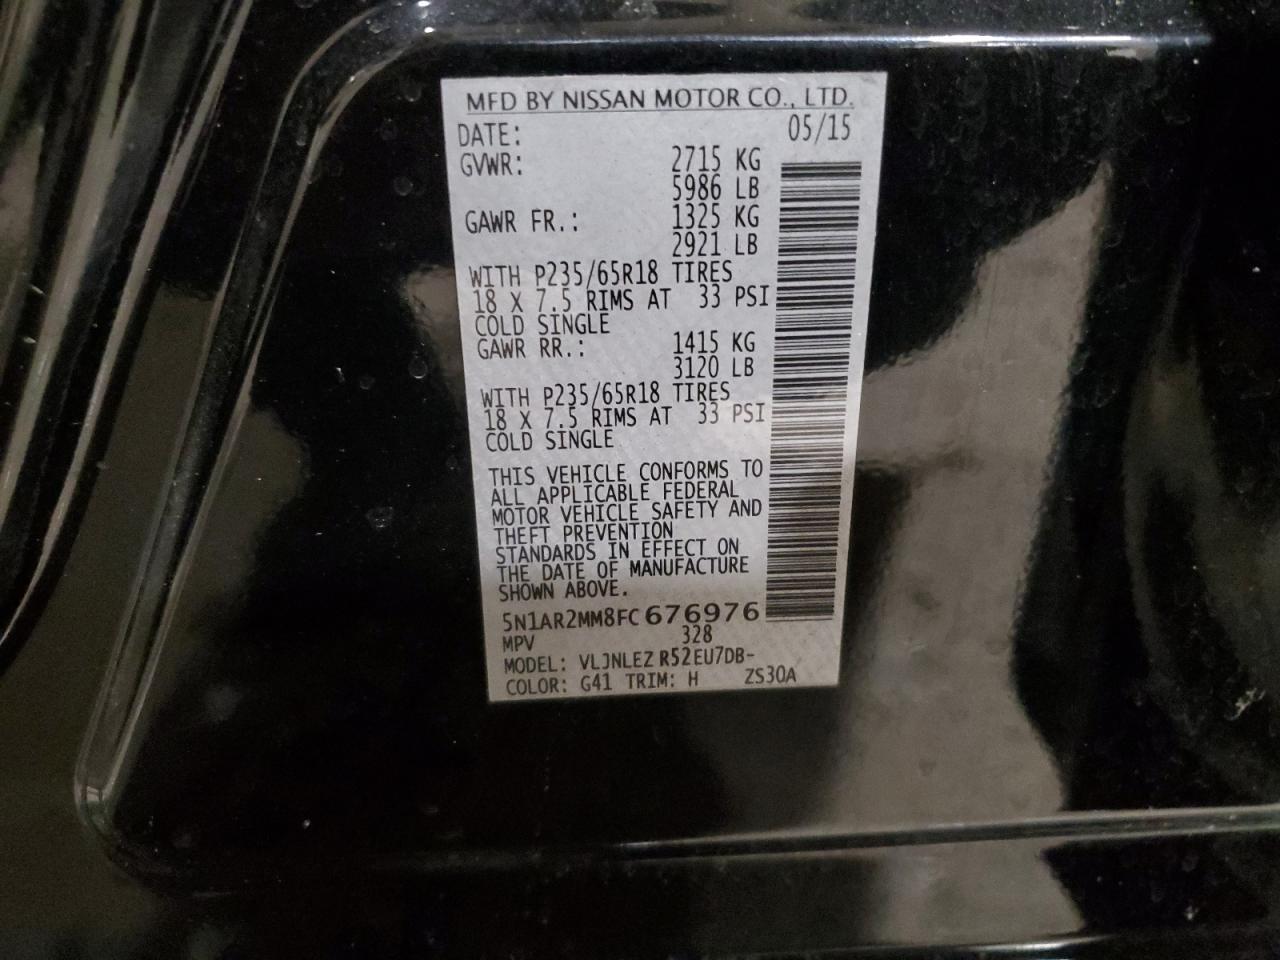 MFD BY NISSAN MOTOR CO., LTD.
DATE: 05/15
GVWR: 2715 KG
5986 LB
GAWR FR.: 1325 KG
2921 LB
WITH P235/65R18 TIRES
18 X 7.5 RIMS AT 33 PSI
COLD SINGLE
GAWR RR.: 1415 KG
3120 LB
WITH P235/65R18 TIRES
18 X 7.5 RIMS AT 33 PSI
COLD SINGLE
THIS VEHICLE CONFORMS TO
ALL APPLICABLE FEDERAL
MOTOR VEHICLE SAFETY AND
THEFT PREVENTION
STANDARDS IN EFFECT ON
THE DATE OF MANUFACTURE
SHOWN ABOVE.
5N1AR2MM8FC676976
MPV 328
MODEL: VLJNLEZ R52EU7DB-
COLOR: G41 TRIM: H ZS30A